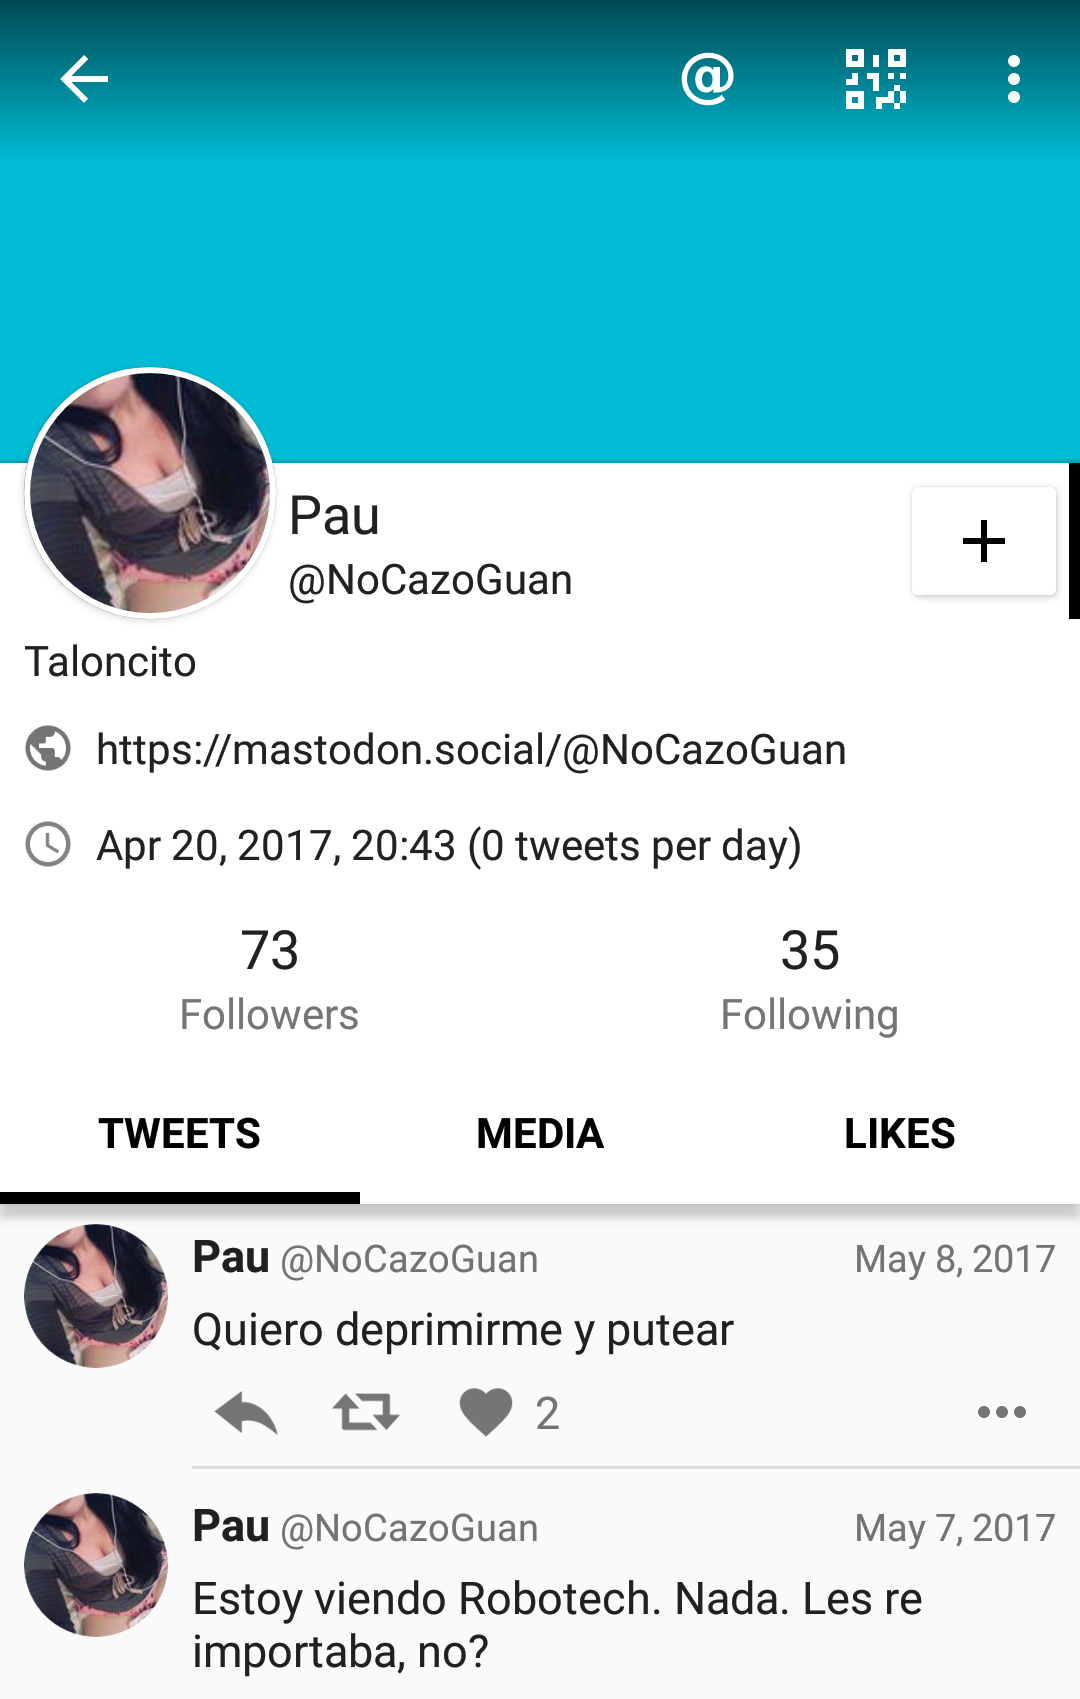 @
Pau
@NoCazoGuan
Taloncito
https://mastodon.social/@NoCazoGuan
Apr 20, 2017, 20:43 (0 tweets per day)
73 35
Followers Following
TWEETS MEDIA LIKES
Pau @NoCazoGuan May 8, 2017
Quiero deprimirme y putear
2
Pau @NoCazoGuan May 7, 2017
Estoy viendo Robotech. Nada. Les re
importaba, no?